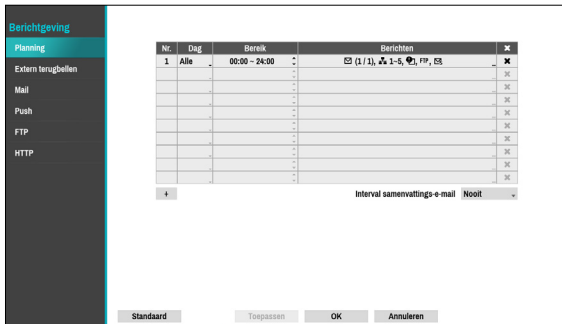 Berichtgeving
Planning
Extern terugbellen
Mail
Push
FTP
HTTP
Nr. Dag Bereik Berichten
1 Alle 00:00 ~ 24:00 (1 / 1), 1~5, , FTP,
+ Interval samenvattings-e-mail Nooit
Standaard Toepassen OK Annuleren